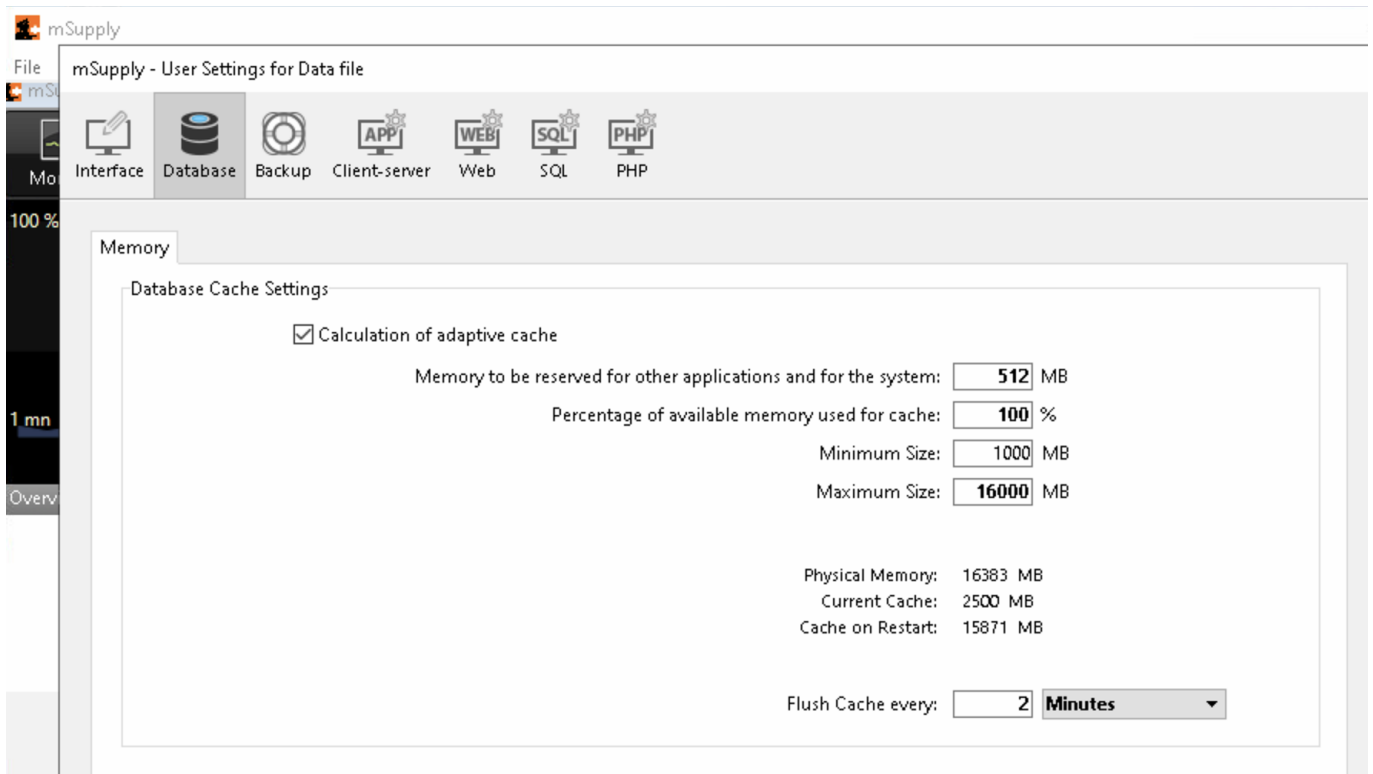 mSupply
File
mSupply - User Settings for Data file
mSu
Interface
Database
Backup
APP
Client-server
WEB
Web
SQL
SQL
PHP
PHP
Mo
100 %
Memory
Database Cache Settings
Calculation of adaptive cache
Memory to be reserved for other applications and for the system: 512 MB
Percentage of available memory used for cache: 100 %
1 mn
Minimum Size: 1000 MB
Maximum Size: 16000 MB
Overv
Physical Memory: 16383 MB
Current Cache: 2500 MB
Cache on Restart: 15871 MB
Flush Cache every: 2 Minutes